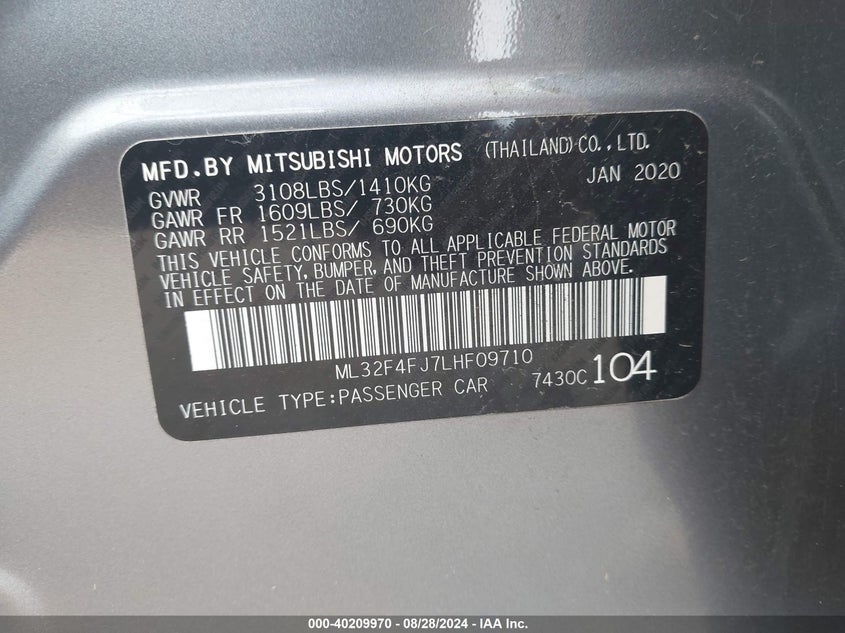 MFD.BY MITSUBISHI MOTORS (THAILAND) CO.,LTD.
GVWR 3108LBS/1410KG JAN 2020
GAWR FR 1609LBS/ 730KG
GAWR RR 1521LBS/ 690KG
THIS VEHICLE CONFORMS TO ALL APPLICABLE FEDERAL MOTOR
VEHICLE SAFETY, BUMPER, AND THEFT PREVENTION STANDARDS
IN EFFECT ON THE DATE OF MANUFACTURE SHOWN ABOVE.
ML32F4FJ7LHF09710
VEHICLE TYPE:PASSENGER CAR 7430C 104
000-40209970 - 08/28/2024 - IAA Inc.